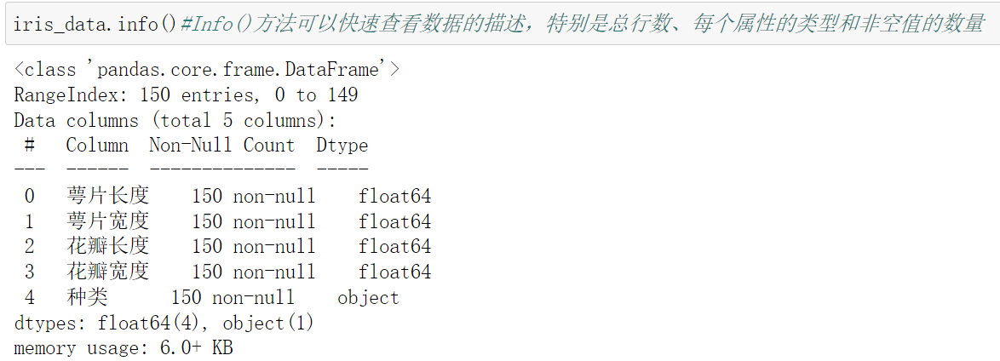 iris_data.info()#Info()方法可以快速查看数据的描述，特别是总行数、每个属性的类型和非空值的数量
<class 'pandas.core.frame.DataFrame'>
RangeIndex: 150 entries, 0 to 149
Data columns (total 5 columns):
 #   Column  Non-Null Count  Dtype
---  ------  --------------  -----
 0   萼片长度    150 non-null    float64
 1   萼片宽度    150 non-null    float64
 2   花瓣长度    150 non-null    float64
 3   花瓣宽度    150 non-null    float64
 4   种类      150 non-null    object
dtypes: float64(4), object(1)
memory usage: 6.0+ KB